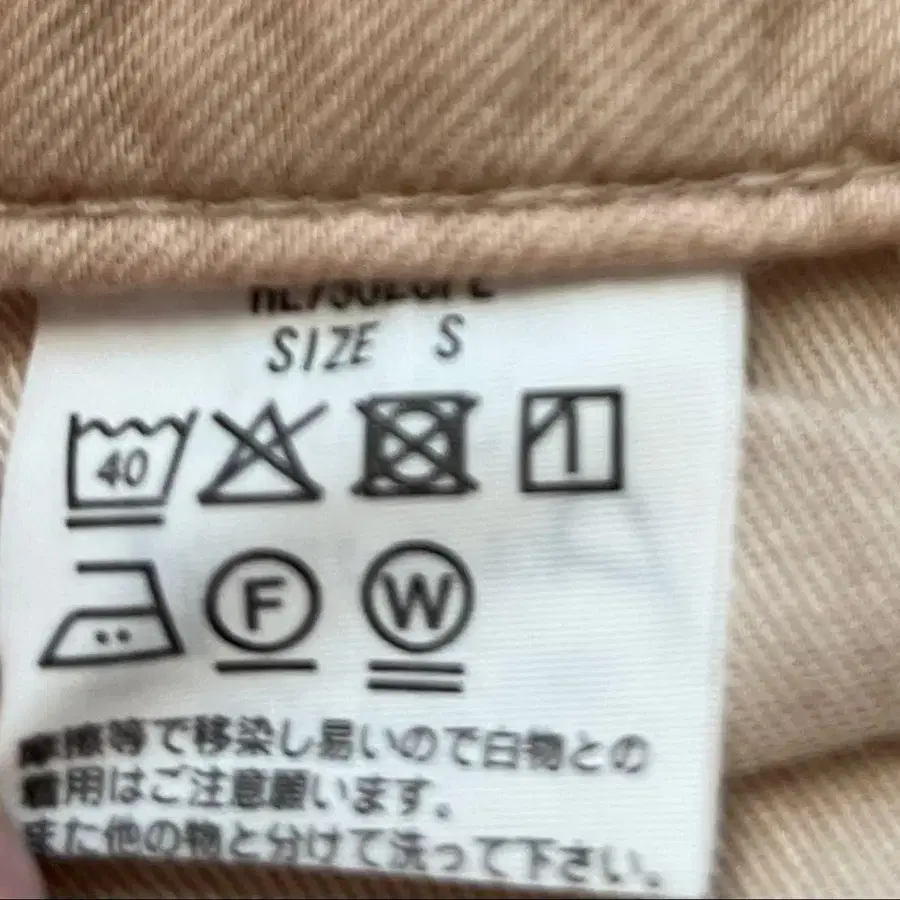 SIZE S
40
F W
摩擦等で移染し易いので白物との
着用はご注意願います。
また他の物と分けて洗って下さい。